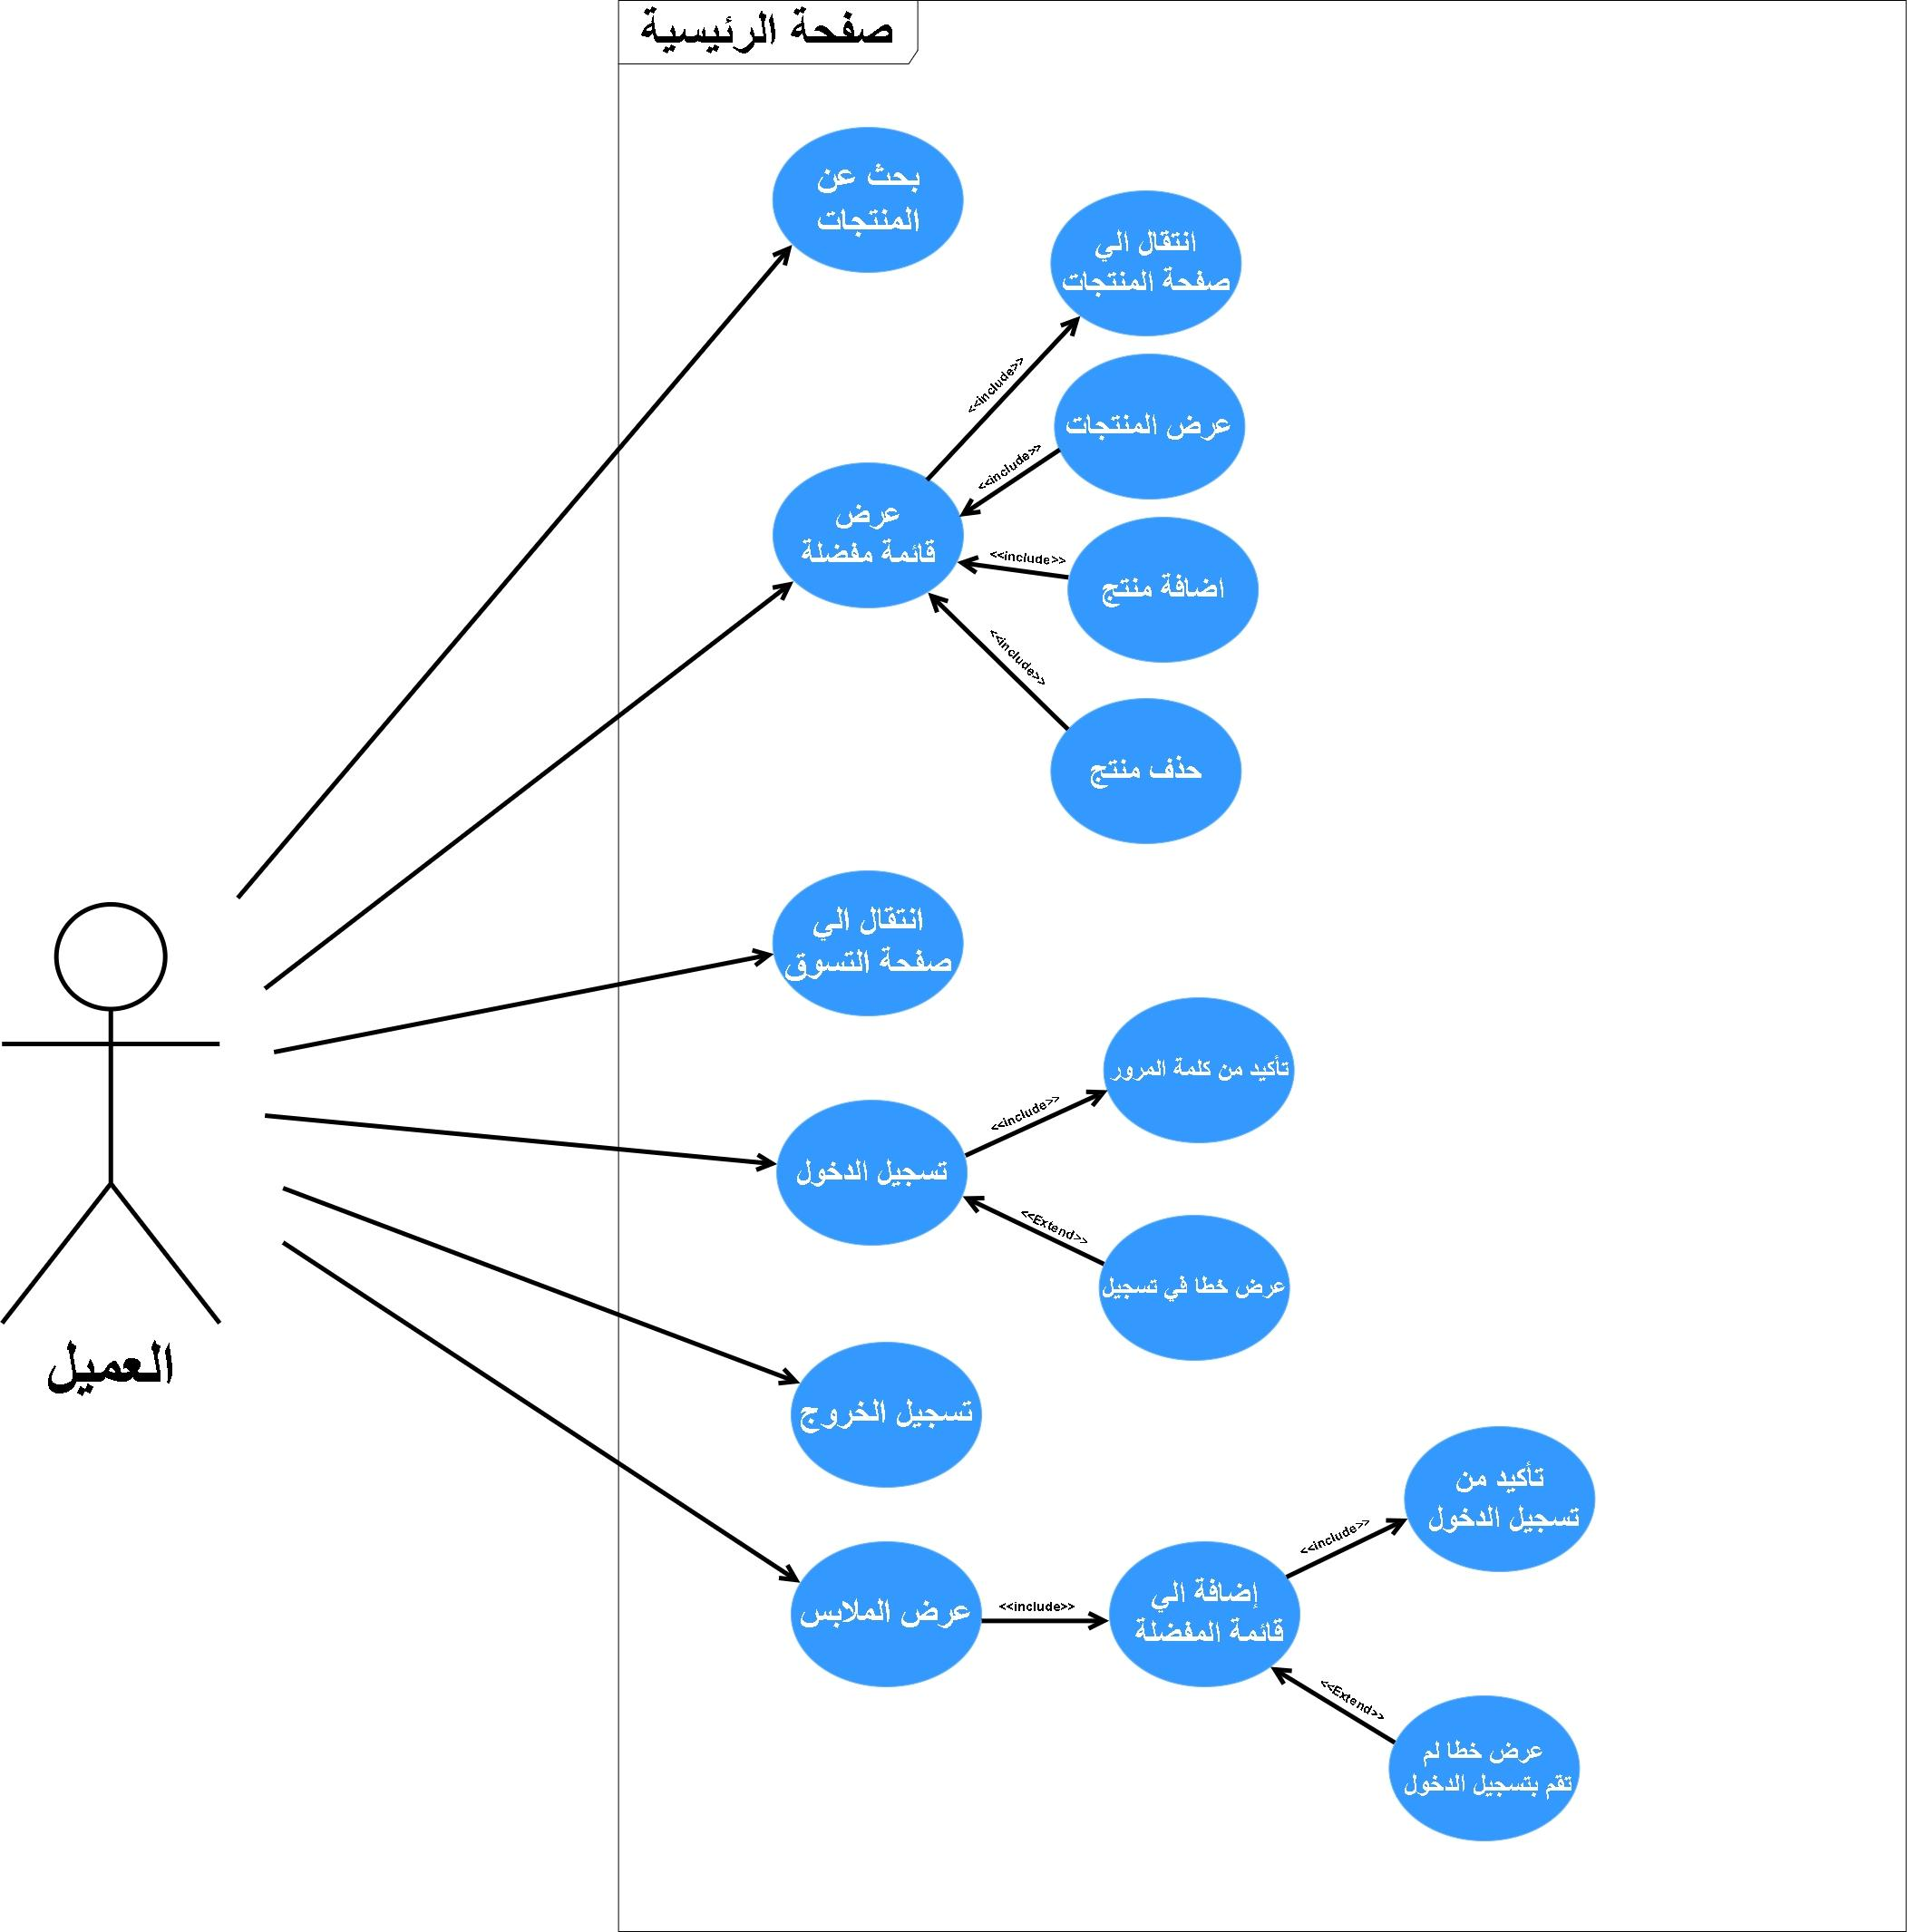 صفحة الرئيسية
بحث عن
المنتجات
انتقال الي
صفحة المنتجات
<<include>>
عرض المنتجات
<<include>>
عرض
قائمة مفضلة
<<include>>
اضافة منتج
<<include>>
حذف منتج
انتقال الي
صفحة التسوق
تأكيد من كلمة المرور
<<include>>
تسجيل الدخول
<<Extend>>
عرض خطا في تسجيل
العميل
تسجيل الخروج
تأكيد من
تسجيل الدخول
<<include>>
عرض الملابس
<<include>>
إضافة الي
قائمة المفضلة
<<Extend>>
عرض خطا لم
تقم بتسجيل الدخول